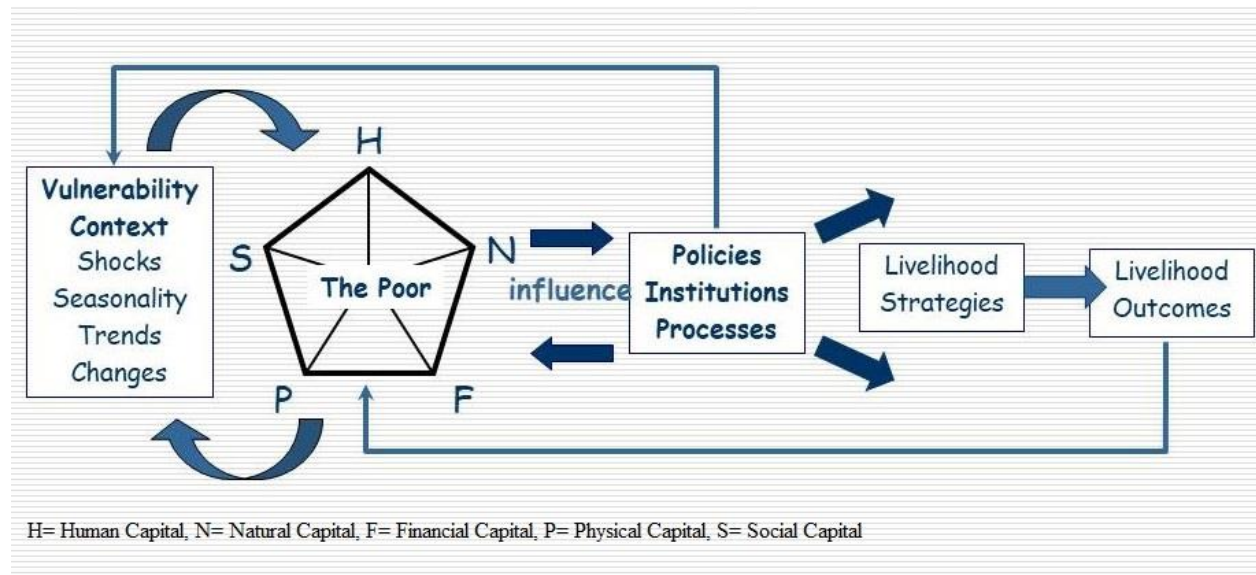 H
Vulnerability
Context
Shocks
Seasonality
Trends
Changes
S
N
The Poor
P
F
influence
Policies
Institutions
Processes
Livelihood
Strategies
Livelihood
Outcomes
H= Human Capital, N= Natural Capital, F= Financial Capital, P= Physical Capital, S= Social Capital